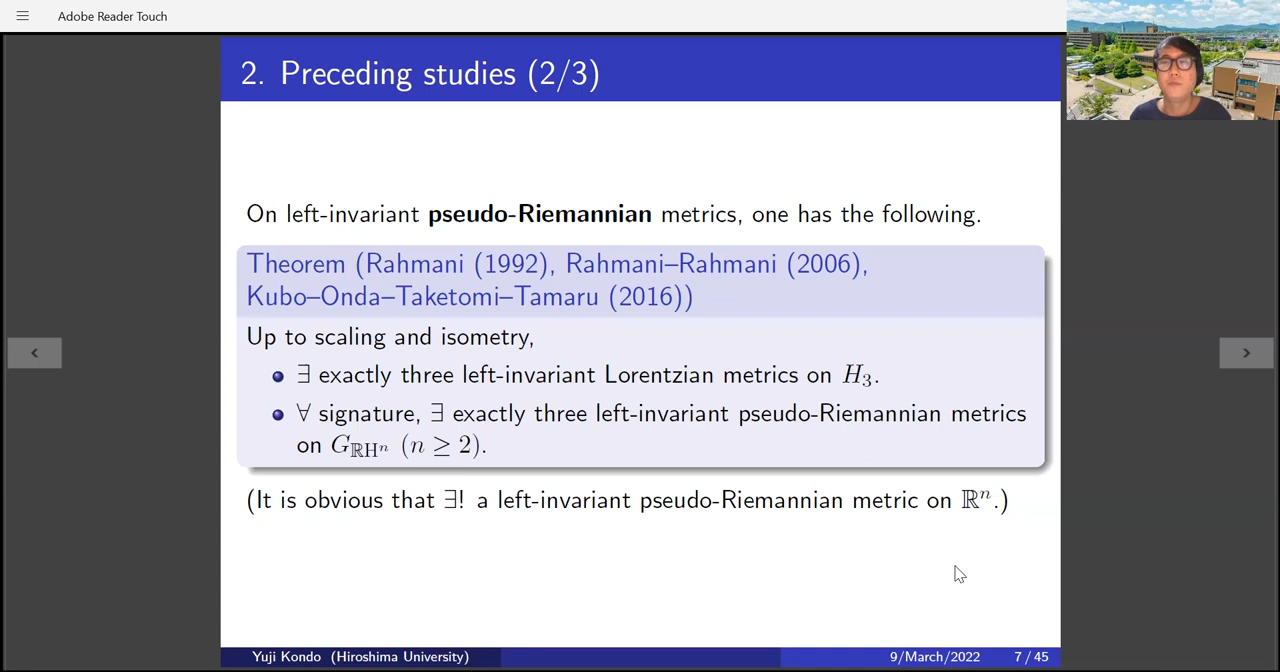 Adobe Reader Touch
2. Preceding studies (2/3)
On left-invariant pseudo-Riemannian metrics, one has the following.
Theorem (Rahmani (1992), Rahmani–Rahmani (2006),
Kubo–Onda–Taketomi–Tamaru (2016))
Up to scaling and isometry,
∃ exactly three left-invariant Lorentzian metrics on H₃.
∀ signature, ∃ exactly three left-invariant pseudo-Riemannian metrics
on G_{ℝHⁿ} (n ≥ 2).
(It is obvious that ∃! a left-invariant pseudo-Riemannian metric on ℝⁿ.)
Yuji Kondo (Hiroshima University) 9/March/2022 7 / 45